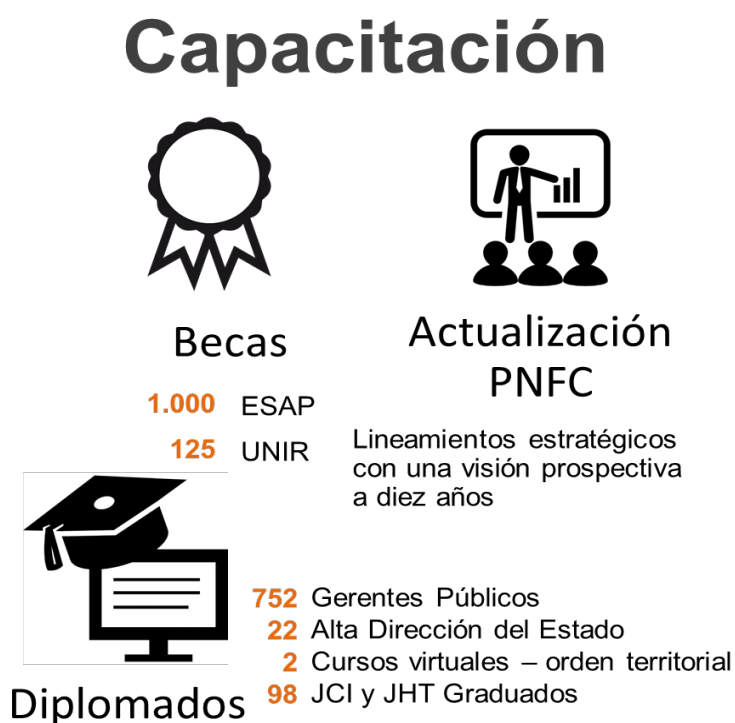 Capacitación
Becas
1.000 ESAP
125 UNIR
Actualización
PNFC
Lineamientos estratégicos
con una visión prospectiva
a diez años
Diplomados
752 Gerentes Públicos
22 Alta Dirección del Estado
2 Cursos virtuales – orden territorial
98 JCI y JHT Graduados